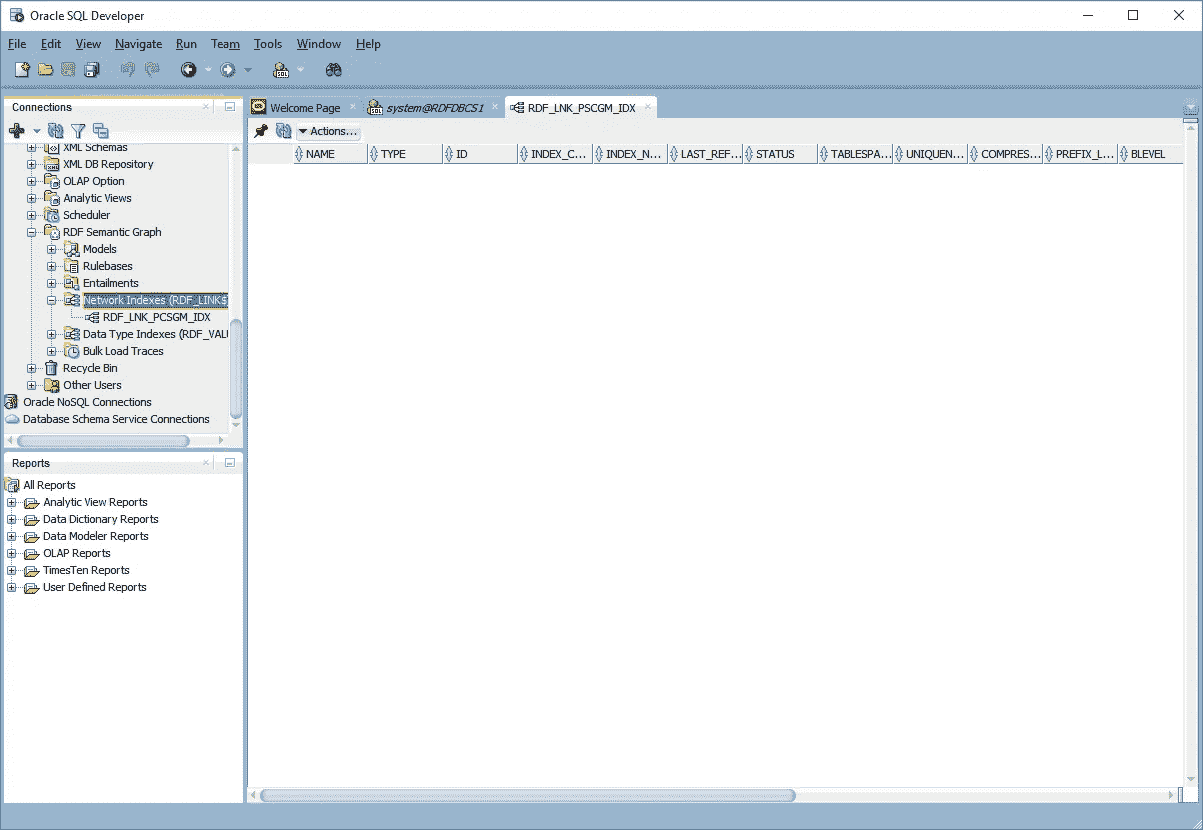 Oracle SQL Developer
File Edit View Navigate Run Team Tools Window Help
Connections
XML Schemas
XML DB Repository
OLAP Option
Analytic Views
Scheduler
RDF Semantic Graph
Models
Rulebases
Entailments
Network Indexes (RDF_LINK$
RDF_LNK_PCSGM_IDX
Data Type Indexes (RDF_VALU
Bulk Load Traces
Recycle Bin
Other Users
Oracle NoSQL Connections
Database Schema Service Connections
Reports
All Reports
Analytic View Reports
Data Dictionary Reports
Data Modeler Reports
OLAP Reports
TimesTen Reports
User Defined Reports
Welcome Page system@RDFDBCS1 RDF_LNK_PSCGM_IDX
Actions...
NAME TYPE ID INDEX_C... INDEX_N... LAST_REF... STATUS TABLESPA... UNIQUEN... COMPRES... PREFIX_L... BLEVEL